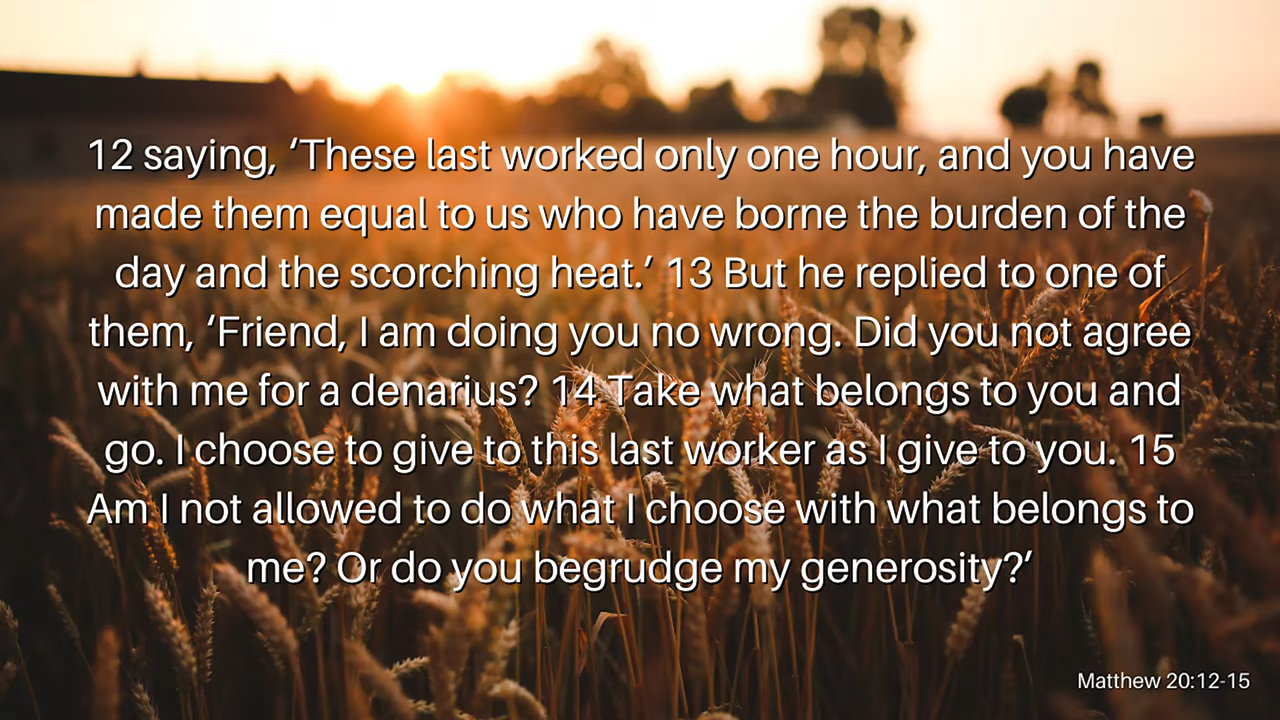 12 saying, ‘These last worked only one hour, and you have
made them equal to us who have borne the burden of the
day and the scorching heat.’ 13 But he replied to one of
them, ‘Friend, I am doing you no wrong. Did you not agree
with me for a denarius? 14 Take what belongs to you and
go. I choose to give to this last worker as I give to you. 15
Am I not allowed to do what I choose with what belongs to
me? Or do you begrudge my generosity?’
Matthew 20:12-15